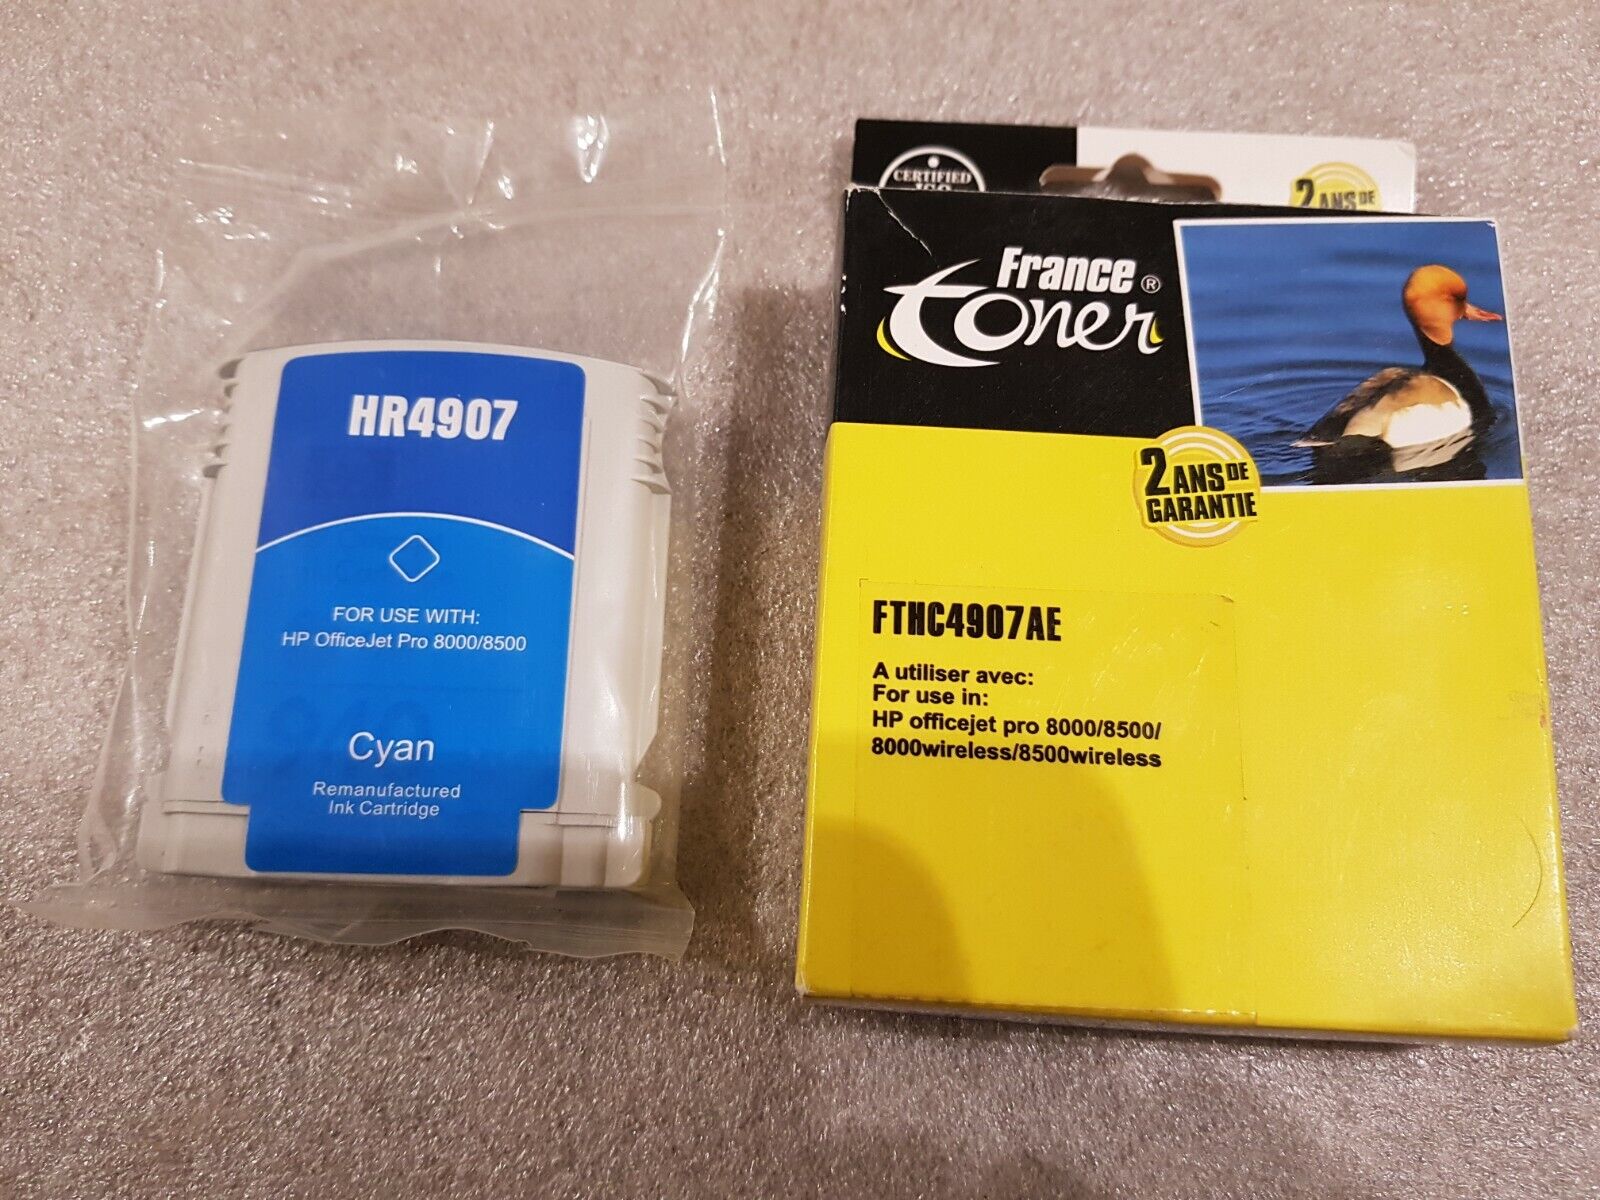 HR4907
FOR USE WITH:
HP OfficeJet Pro 8000/8500
Cyan
Remanufactured
Ink Cartridge
CERTIFIED
ISO
2 ANS DE
France
toner®
2 ANS DE
GARANTIE
FTHC4907AE
A utiliser avec:
For use in:
HP officejet pro 8000/8500/
8000wireless/8500wireless